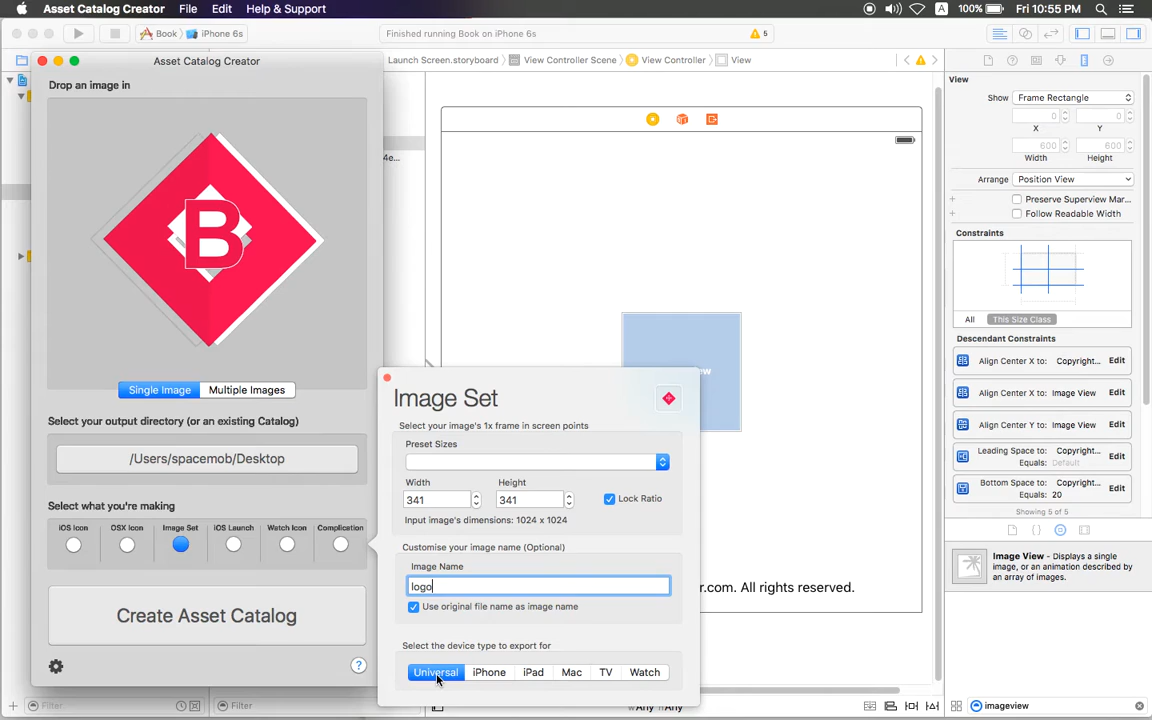 Asset Catalog Creator File Edit Help & Support 100% Fri 10:55 PM
Book iPhone 6s Finished running Book on iPhone 6s 5
Asset Catalog Creator
Launch Screen.storyboard View Controller Scene View Controller View
Drop an image in
B
Single Image Multiple Images
Select your output directory (or an existing Catalog)
/Users/spacemob/Desktop
Select what you're making
iOS Icon OSX Icon Image Set iOS Launch Watch Icon Complication
Create Asset Catalog
?
4e...
Image Set
Select your image's 1x frame in screen points
Preset Sizes
Width Height
341 341 Lock Ratio
Input image's dimensions: 1024 x 1024
Customise your image name (Optional)
Image Name
logo
Use original file name as image name
Select the device type to export for
Universal iPhone iPad Mac TV Watch
r.com. All rights reserved.
View
Show Frame Rectangle
0 0
X Y
600 600
Width Height
Arrange Position View
Preserve Superview Mar...
Follow Readable Width
Constraints
All This Size Class
Descendant Constraints
Align Center X to: Copyright... Edit
Align Center X to: Image View Edit
Align Center Y to: Image View Edit
Leading Space to: Copyright... Edit
Equals: Default
Bottom Space to: Copyright... Edit
Equals: 20
Showing 5 of 5
Image View - Displays a single
image, or an animation described by
an array of images.
Filter Filter Any Any imageview